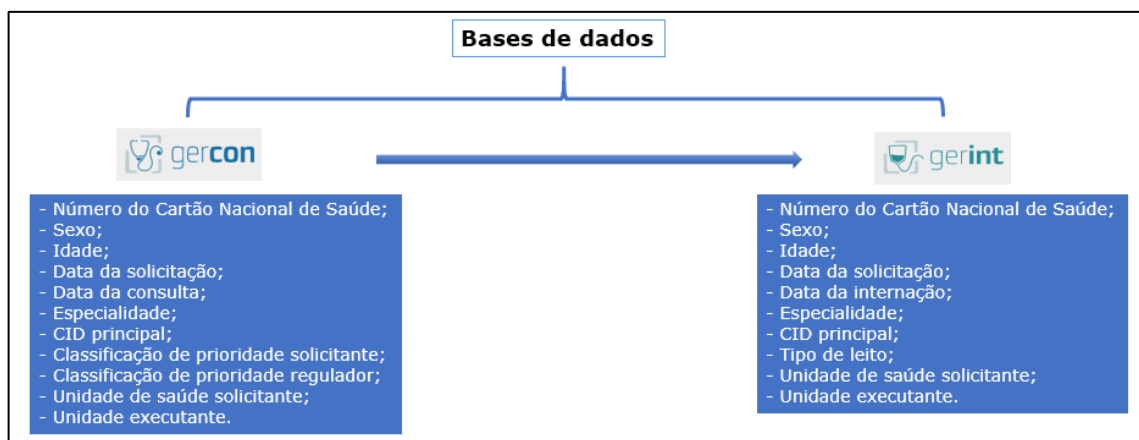 Bases de dados
gercon
- Número do Cartão Nacional de Saúde;
- Sexo;
- Idade;
- Data da solicitação;
- Data da consulta;
- Especialidade;
- CID principal;
- Classificação de prioridade solicitante;
- Classificação de prioridade regulador;
- Unidade de saúde solicitante;
- Unidade executante.
gerint
- Número do Cartão Nacional de Saúde;
- Sexo;
- Idade;
- Data da solicitação;
- Data da internação;
- Especialidade;
- CID principal;
- Tipo de leito;
- Unidade de saúde solicitante;
- Unidade executante.